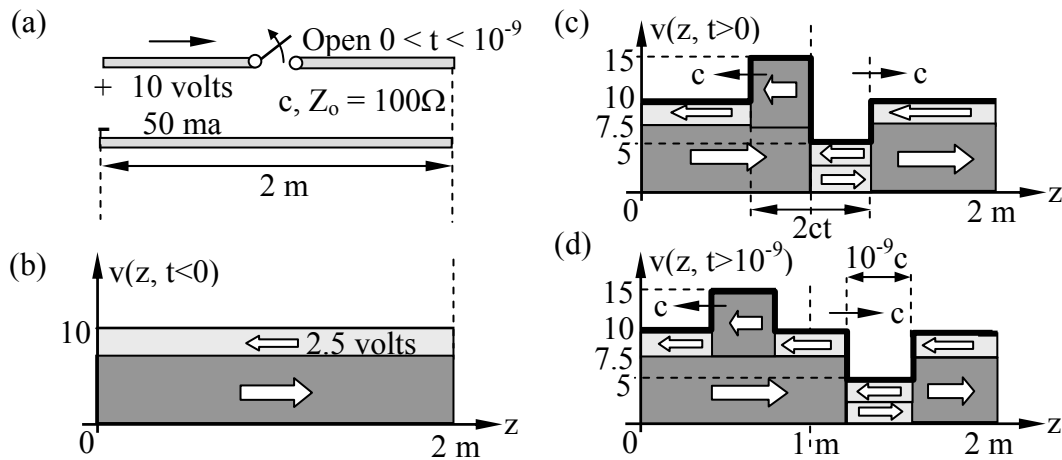 (a)
Open 0 < t < 10⁻⁹
+ 10 volts
c, Zₒ = 100Ω
50 ma
2 m
(b)
v(z, t<0)
10
2.5 volts
0
2 m
z
(c)
v(z, t>0)
15
c
c
10
7.5
5
0
2ct
2 m
z
(d)
v(z, t>10⁻⁹)
10⁻⁹c
15
c
c
10
7.5
5
0
1 m
2 m
z